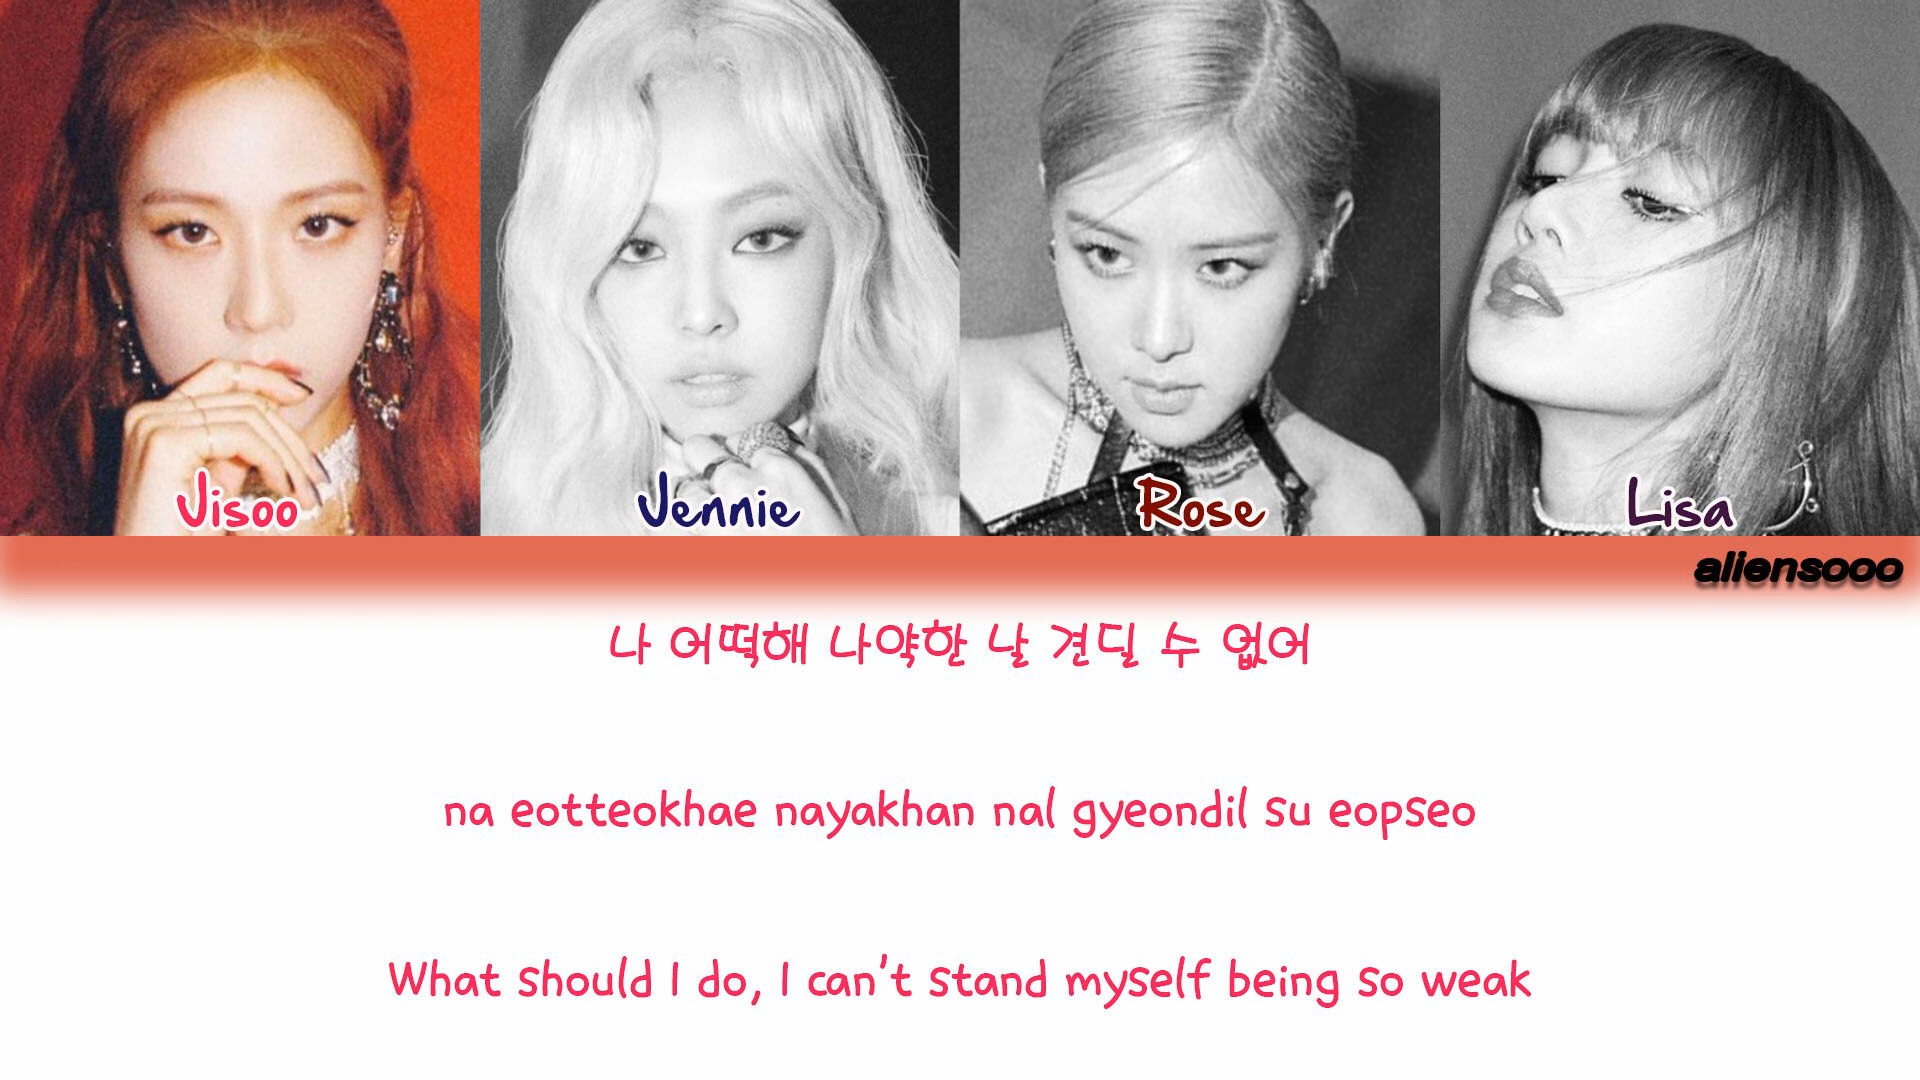 Jisoo
Jennie
Rose
Lisa
aliensooo
나 어떡해 나약한 날 견딜 수 없어
na eotteokhae nayakhan nal gyeondil su eopseo
What should I do, I can't stand myself being so weak